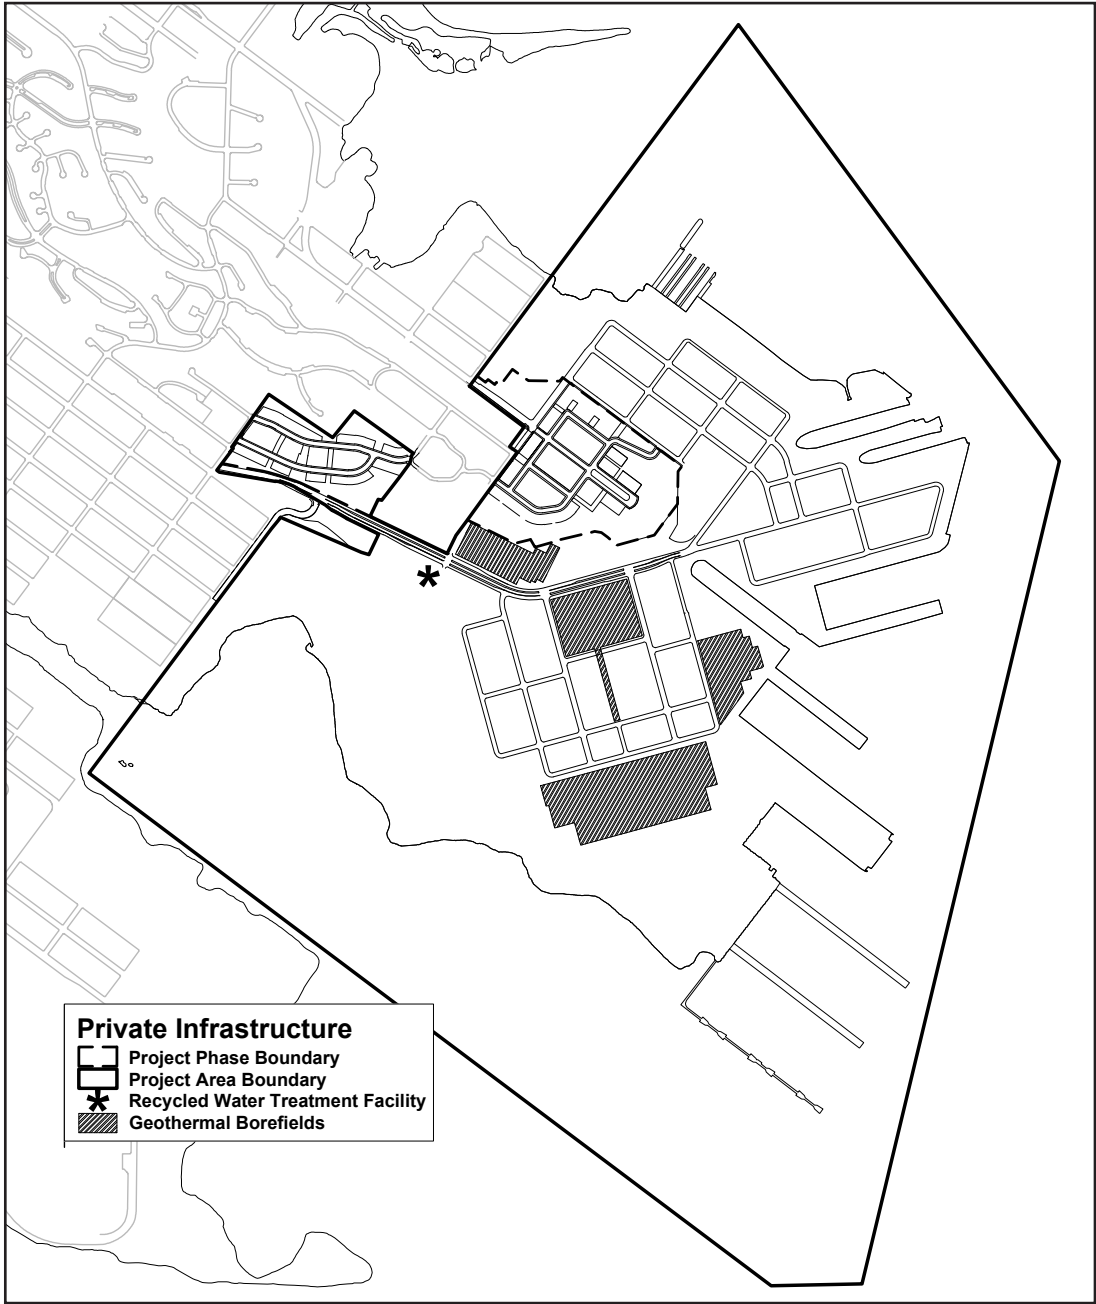 Private Infrastructure
Project Phase Boundary
Project Area Boundary
Recycled Water Treatment Facility
Geothermal Borefields